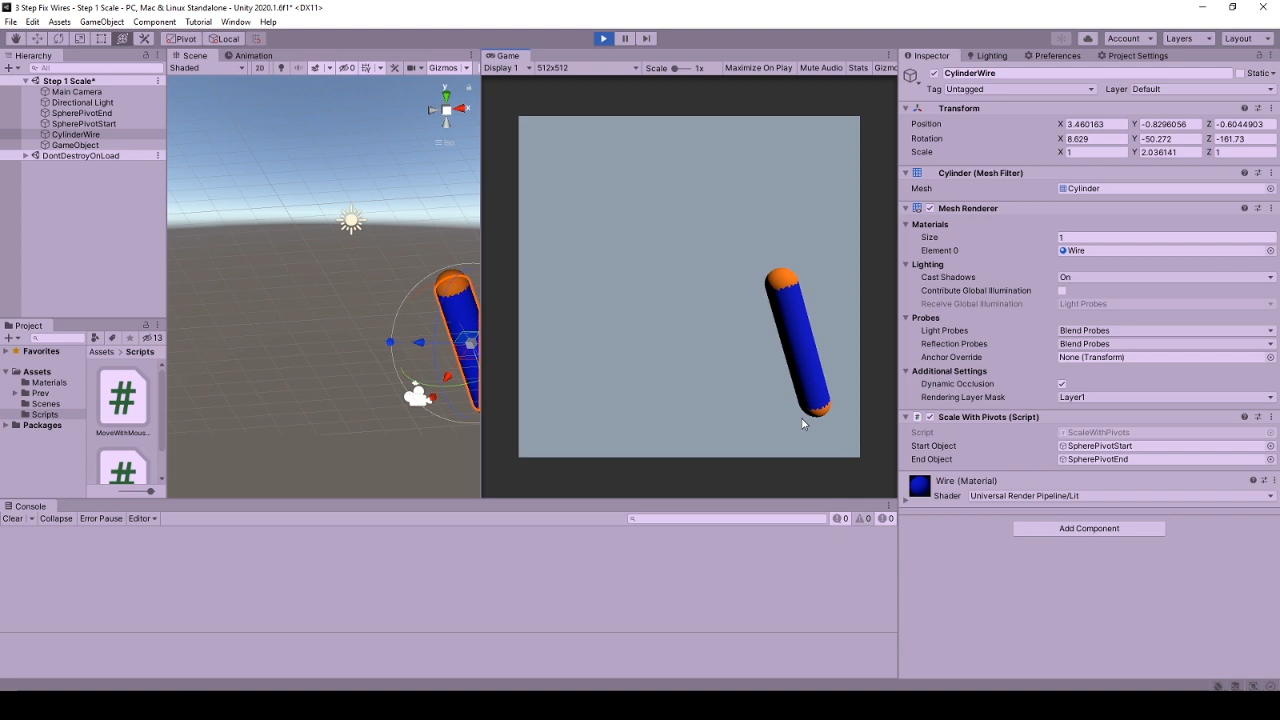 3 Step Fix Wires - Step 1 Scale - PC, Mac & Linux Standalone - Unity 2020.1.6f1* <DX11>
File Edit Assets GameObject Component Tutorial Window Help
Pivot Local Account Layers Layout
Hierarchy
All
Step 1 Scale*
Main Camera
Directional Light
SpherePivotEnd
SpherePivotStart
CylinderWire
GameObject
DontDestroyOnLoad
Project
13
Favorites
Assets
Materials
Prev
Scenes
Scripts
Packages
Assets > Scripts
MoveWithMous...
Scene Animation
Shaded 2D 0 Gizmos
y
x
Iso
Game
Display 1 512x512 Scale 1x Maximize On Play Mute Audio Stats Gizmo
Console
Clear Collapse Error Pause Editor 0 0 0
Inspector Lighting Preferences Project Settings
CylinderWire Static
Tag Untagged Layer Default
Transform
Position X 3.460163 Y -0.8296056 Z -0.6044903
Rotation X 8.629 Y -50.272 Z -161.73
Scale X 1 Y 2.036141 Z 1
Cylinder (Mesh Filter)
Mesh Cylinder
Mesh Renderer
Materials
Size 1
Element 0 Wire
Lighting
Cast Shadows On
Contribute Global Illumination
Receive Global Illumination Light Probes
Probes
Light Probes Blend Probes
Reflection Probes Blend Probes
Anchor Override None (Transform)
Additional Settings
Dynamic Occlusion
Rendering Layer Mask Layer1
Scale With Pivots (Script)
Script ScaleWithPivots
Start Object SpherePivotStart
End Object SpherePivotEnd
Wire (Material)
Shader Universal Render Pipeline/Lit
Add Component